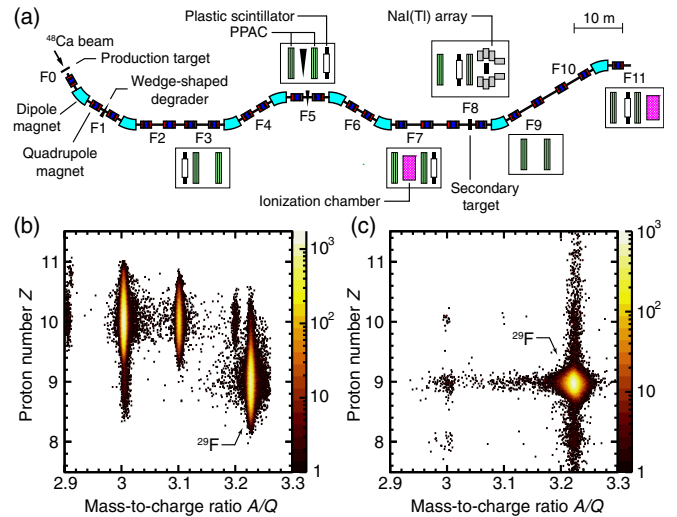 (a)
Plastic scintillator
PPAC
NaI(Tl) array
10 m
⁴⁸Ca beam
Production target
F0
Wedge-shaped
degrader
Dipole
magnet
F1
F2
F3
F4
F5
F6
F7
F8
F9
F10
F11
Quadrupole
magnet
Ionization chamber
Secondary
target
(b)
Proton number Z
11
10
9
8
2.9
3
3.1
3.2
3.3
Mass-to-charge ratio A/Q
²⁹F
10³
10²
10
1
(c)
Proton number Z
11
10
9
8
2.9
3
3.1
3.2
3.3
Mass-to-charge ratio A/Q
²⁹F
10³
10²
10
1